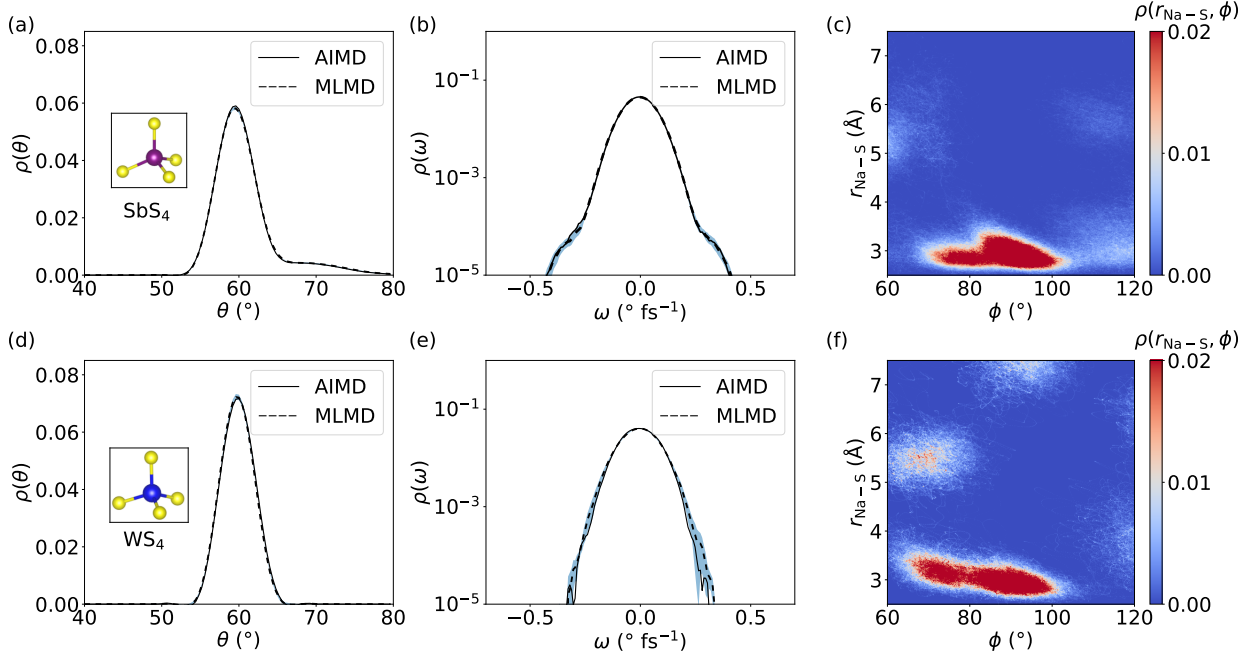 (a)
0.08
0.06
0.04
0.02
0.00
ρ(θ)
AIMD
MLMD
SbS₄
40 50 60 70 80
θ (°)
(b)
10⁻¹
10⁻³
10⁻⁵
ρ(ω)
AIMD
MLMD
−0.5 0.0 0.5
ω (° fs⁻¹)
(c)
7
6
5
4
3
r_Na−S (Å)
60 80 100 120
ϕ (°)
ρ(r_Na−S, ϕ)
0.02
0.01
0.00
(d)
0.08
0.06
0.04
0.02
0.00
ρ(θ)
AIMD
MLMD
WS₄
40 50 60 70 80
θ (°)
(e)
10⁻¹
10⁻³
10⁻⁵
ρ(ω)
AIMD
MLMD
−0.5 0.0 0.5
ω (° fs⁻¹)
(f)
7
6
5
4
3
r_Na−S (Å)
60 80 100 120
ϕ (°)
ρ(r_Na−S, ϕ)
0.02
0.01
0.00